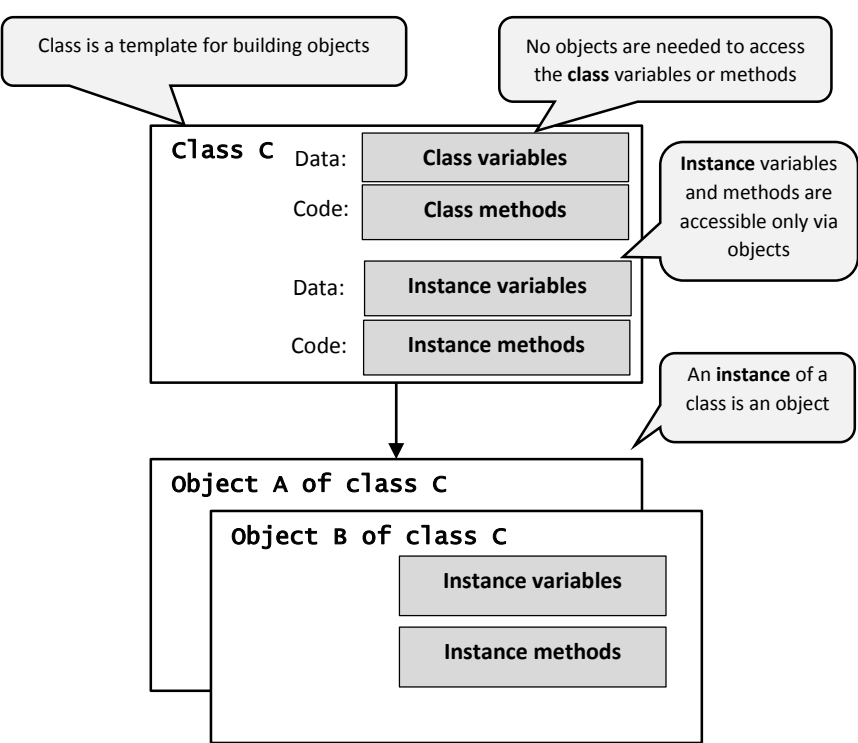 Class is a template for building objects
No objects are needed to access
the class variables or methods
Class C
Data:
Class variables
Code:
Class methods
Instance variables
and methods are
accessible only via
objects
Data:
Instance variables
Code:
Instance methods
An instance of a
class is an object
Object A of class C
Object B of class C
Instance variables
Instance methods